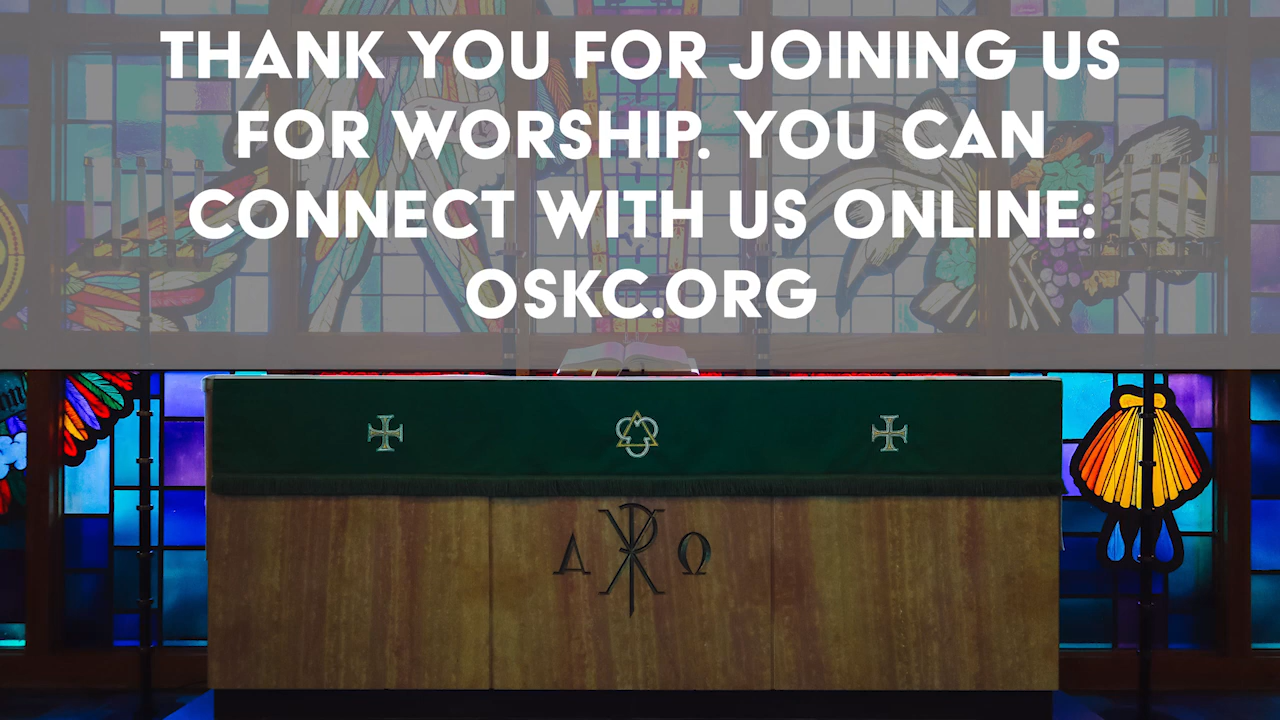 THANK YOU FOR JOINING US
FOR WORSHIP. YOU CAN
CONNECT WITH US ONLINE:
OSKC.ORG
Α ☧ Ω